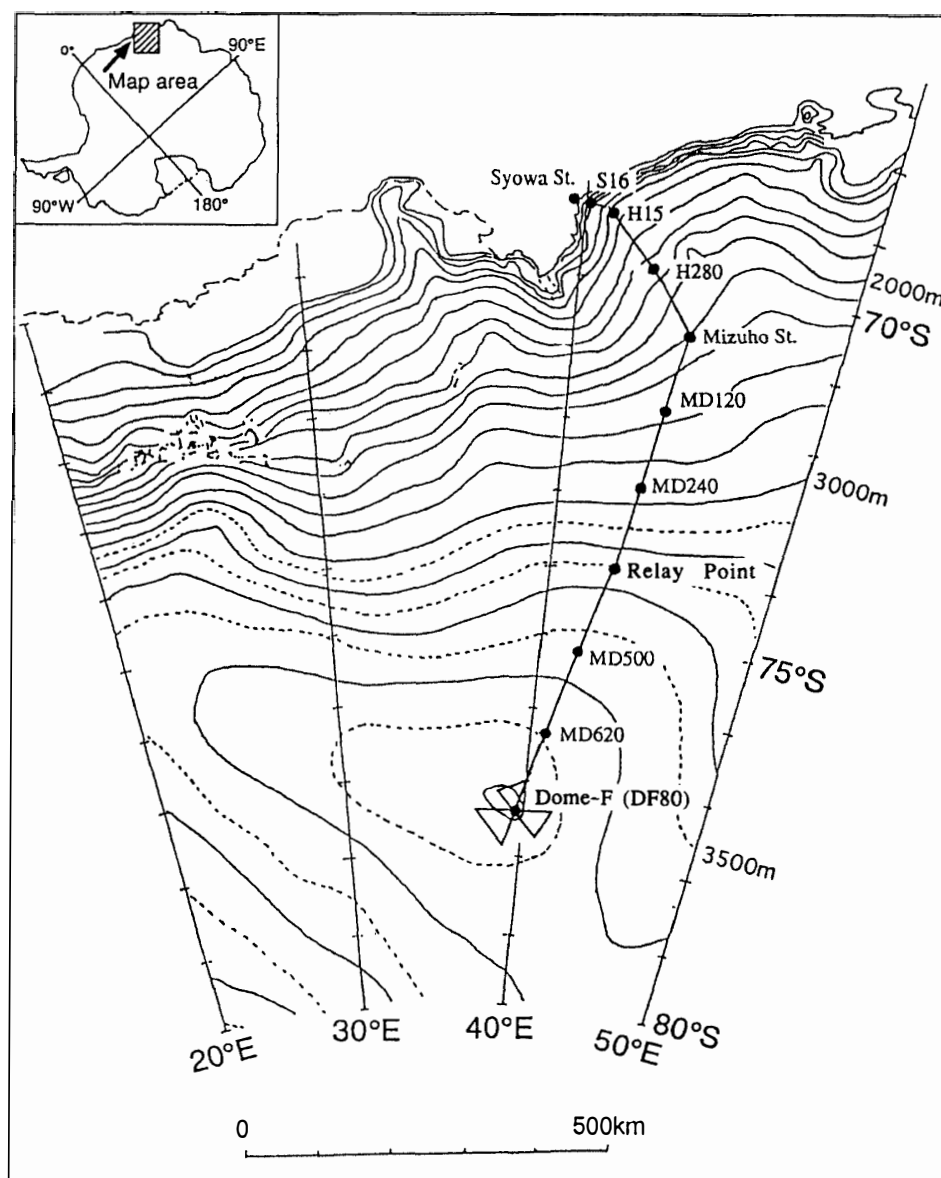 0°
90°E
Map area
90°W
180°
Syowa St.
S16
H15
H280
2000m
70°S
Mizuho St.
MD120
MD240
3000m
Relay Point
MD500
75°S
MD620
Dome-F (DF80)
3500m
20°E
30°E
40°E
50°E
80°S
0
500km